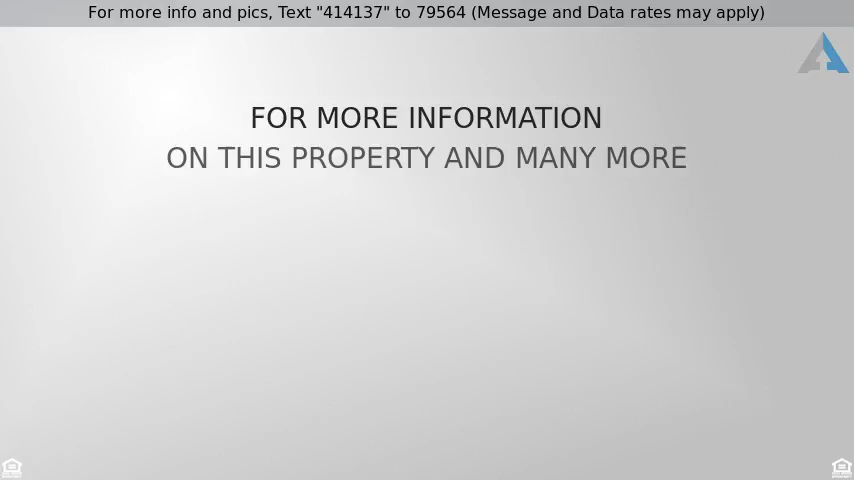 For more info and pics, Text "414137" to 79564 (Message and Data rates may apply)
FOR MORE INFORMATION
ON THIS PROPERTY AND MANY MORE